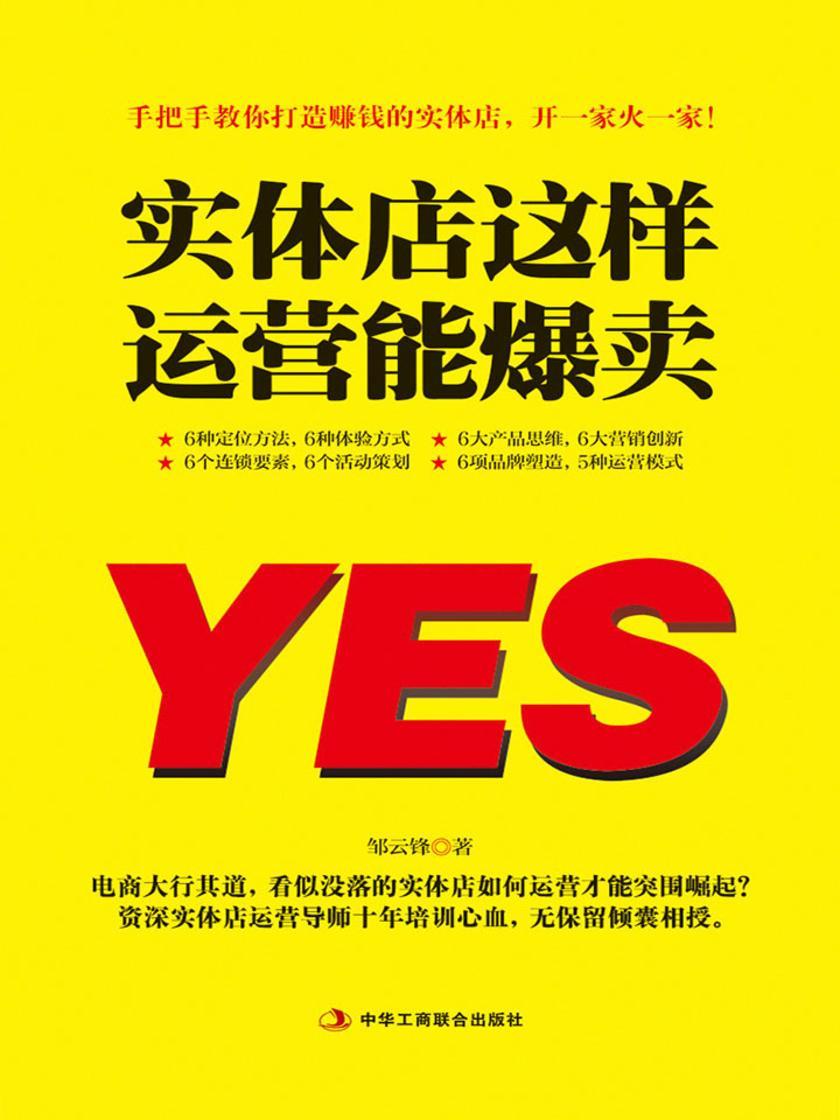 手把手教你打造赚钱的实体店，开一家火一家！
实体店这样
运营能爆卖
★ 6种定位方法，6种体验方式 ★ 6大产品思维，6大营销创新
★ 6个连锁要素，6个活动策划 ★ 6项品牌塑造，5种运营模式
YES
邹云锋◎著
电商大行其道，看似没落的实体店如何运营才能突围崛起？
资深实体店运营导师十年培训心血，无保留倾囊相授。
中华工商联合出版社